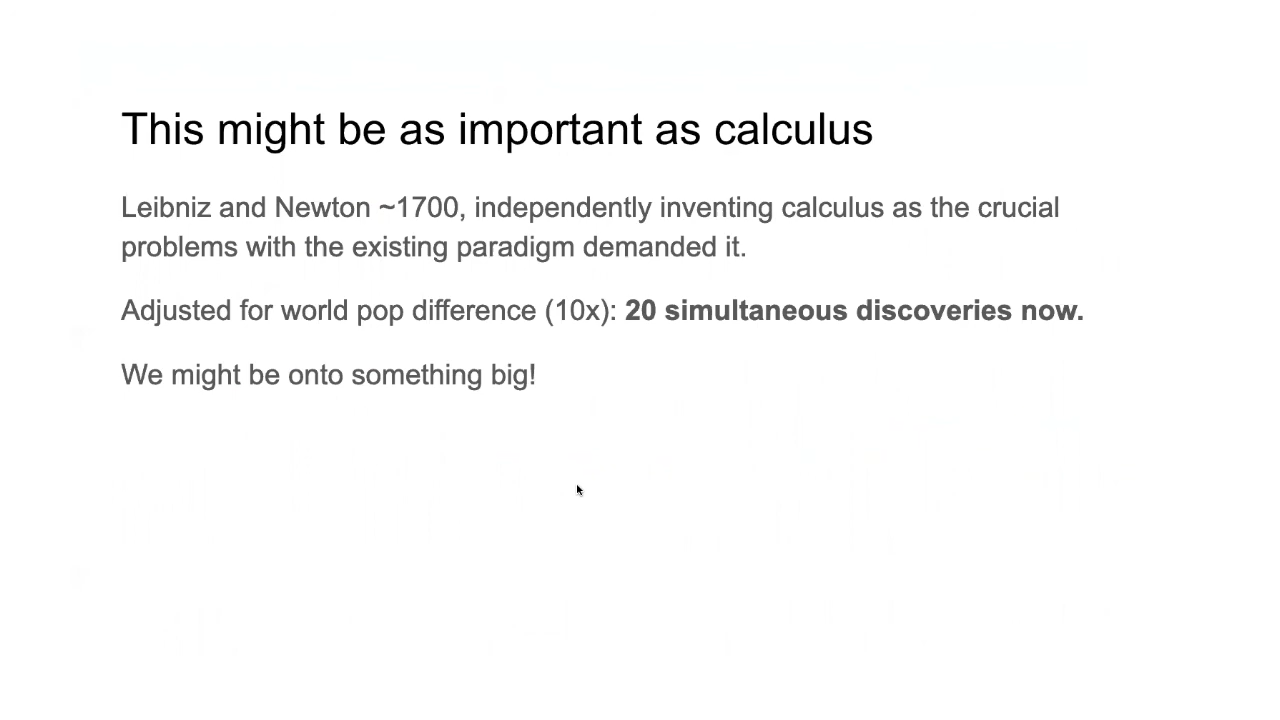 This might be as important as calculus
Leibniz and Newton ~1700, independently inventing calculus as the crucial
problems with the existing paradigm demanded it.
Adjusted for world pop difference (10x): 20 simultaneous discoveries now.
We might be onto something big!